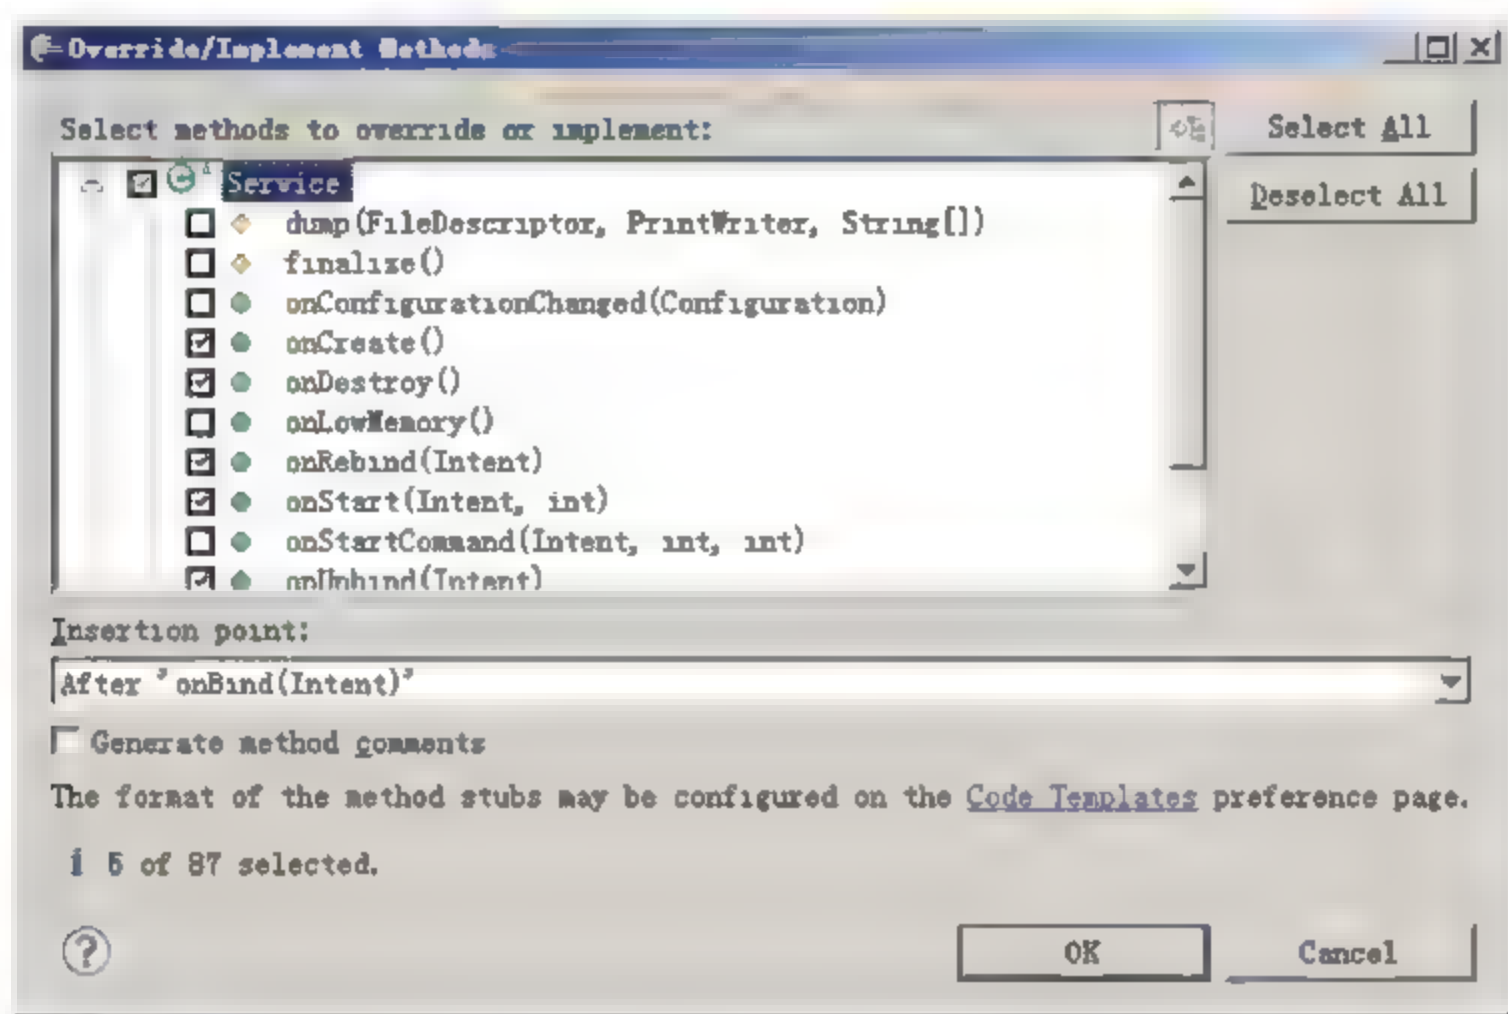 Override/Implement Methods
Select methods to override or implement:
Select All
Service
Deselect All
dump(FileDescriptor, PrintWriter, String[])
finalize()
onConfigurationChanged(Configuration)
onCreate()
onDestroy()
onLowMemory()
onRebind(Intent)
onStart(Intent, int)
onStartCommand(Intent, int, int)
onUnbind(Intent)
Insertion point:
After 'onBind(Intent)'
Generate method comments
The format of the method stubs may be configured on the Code Templates preference page.
i 5 of 87 selected.
?
OK
Cancel